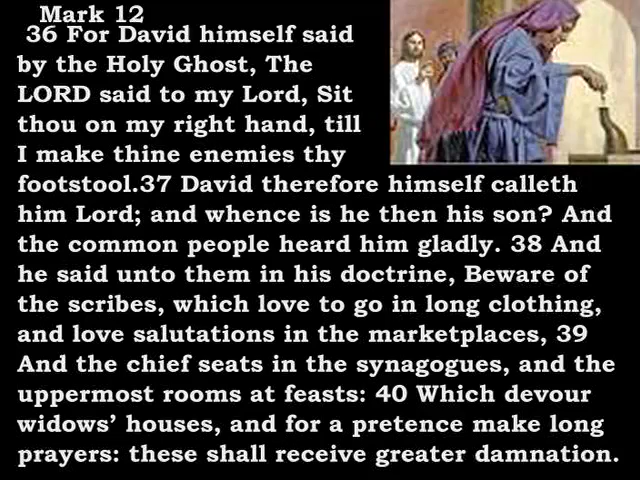 Mark 12
36 For David himself said
by the Holy Ghost, The
LORD said to my Lord, Sit
thou on my right hand, till
I make thine enemies thy
footstool.37 David therefore himself calleth
him Lord; and whence is he then his son? And
the common people heard him gladly. 38 And
he said unto them in his doctrine, Beware of
the scribes, which love to go in long clothing,
and love salutations in the marketplaces, 39
And the chief seats in the synagogues, and the
uppermost rooms at feasts: 40 Which devour
widows’ houses, and for a pretence make long
prayers: these shall receive greater damnation.